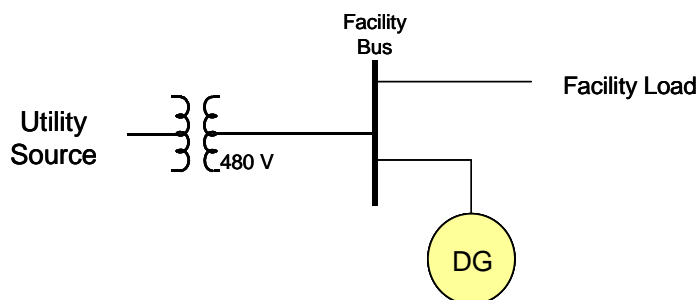 Facility
Bus
Facility Load
Utility
Source
480 V
DG